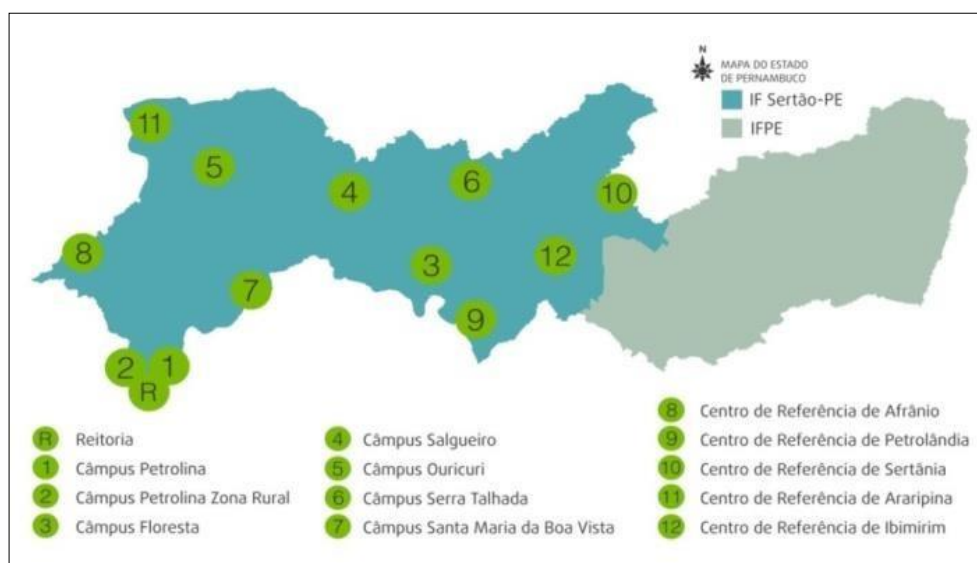 N
MAPA DO ESTADO
DE PERNAMBUCO
IF Sertão-PE
IFPE
11
5
4
6
10
8
3
12
7
9
2
1
R
R Reitoria
1 Câmpus Petrolina
2 Câmpus Petrolina Zona Rural
3 Câmpus Floresta
4 Câmpus Salgueiro
5 Câmpus Ouricuri
6 Câmpus Serra Talhada
7 Câmpus Santa Maria da Boa Vista
8 Centro de Referência de Afrânio
9 Centro de Referência de Petrolândia
10 Centro de Referência de Sertânia
11 Centro de Referência de Araripina
12 Centro de Referência de Ibimirim